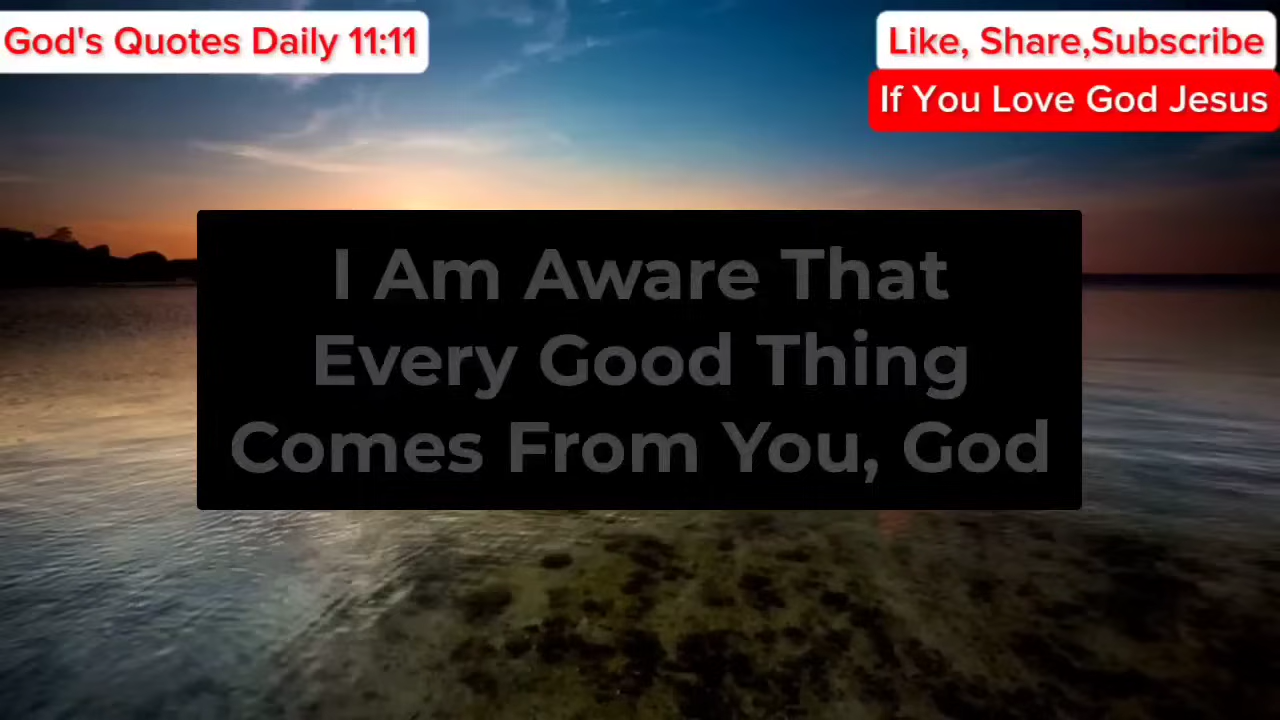 God's Quotes Daily 11:11
Like, Share,Subscribe
If You Love God Jesus
I Am Aware That
Every Good Thing
Comes From You, God